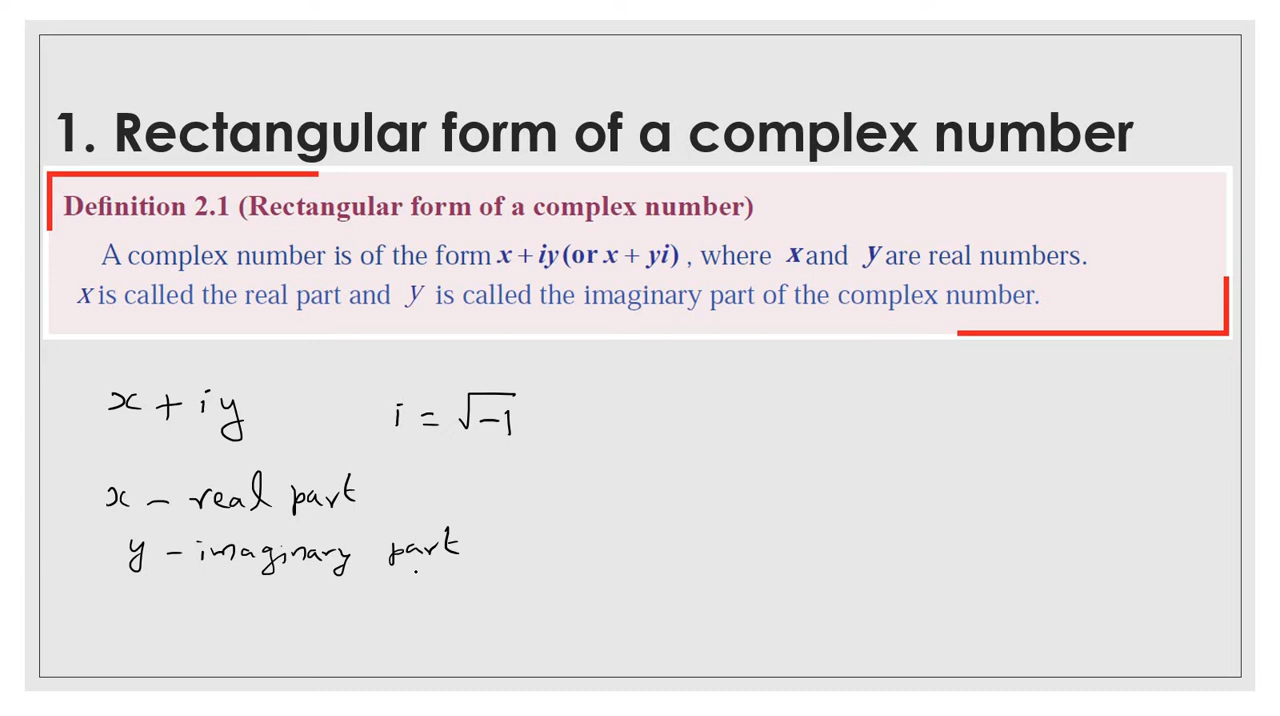 1. Rectangular form of a complex number
Definition 2.1 (Rectangular form of a complex number)
A complex number is of the form x + iy (or x + yi) , where x and y are real numbers.
x is called the real part and y is called the imaginary part of the complex number.
x + iy i = √-1
x – real part
y – imaginary part